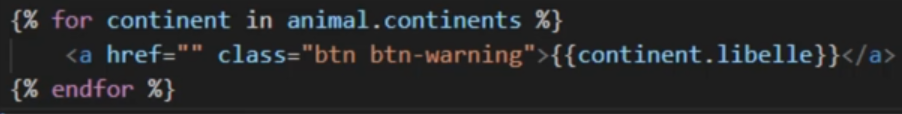 {% for continent in animal.continents %}
    <a href="" class="btn btn-warning">{{continent.libelle}}</a>
{% endfor %}